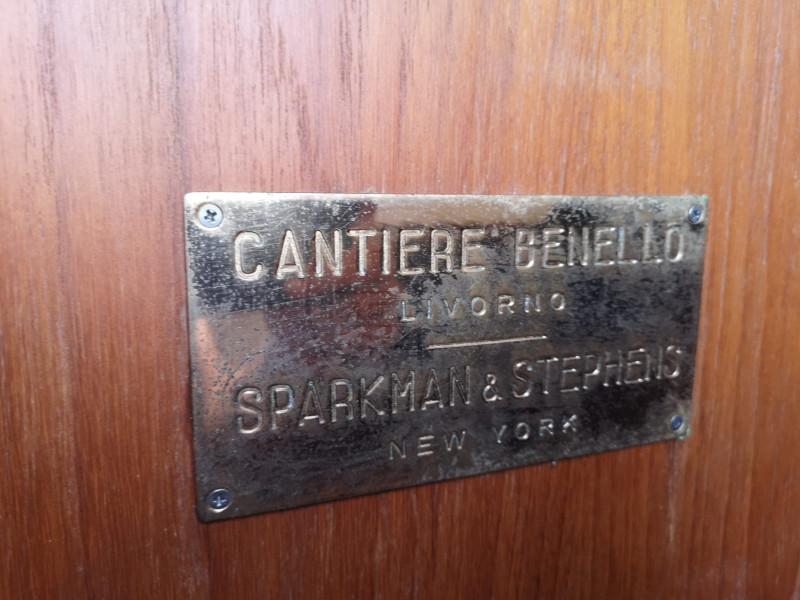 CANTIERE BENELLO
LIVORNO
SPARKMAN & STEPHENS
NEW YORK